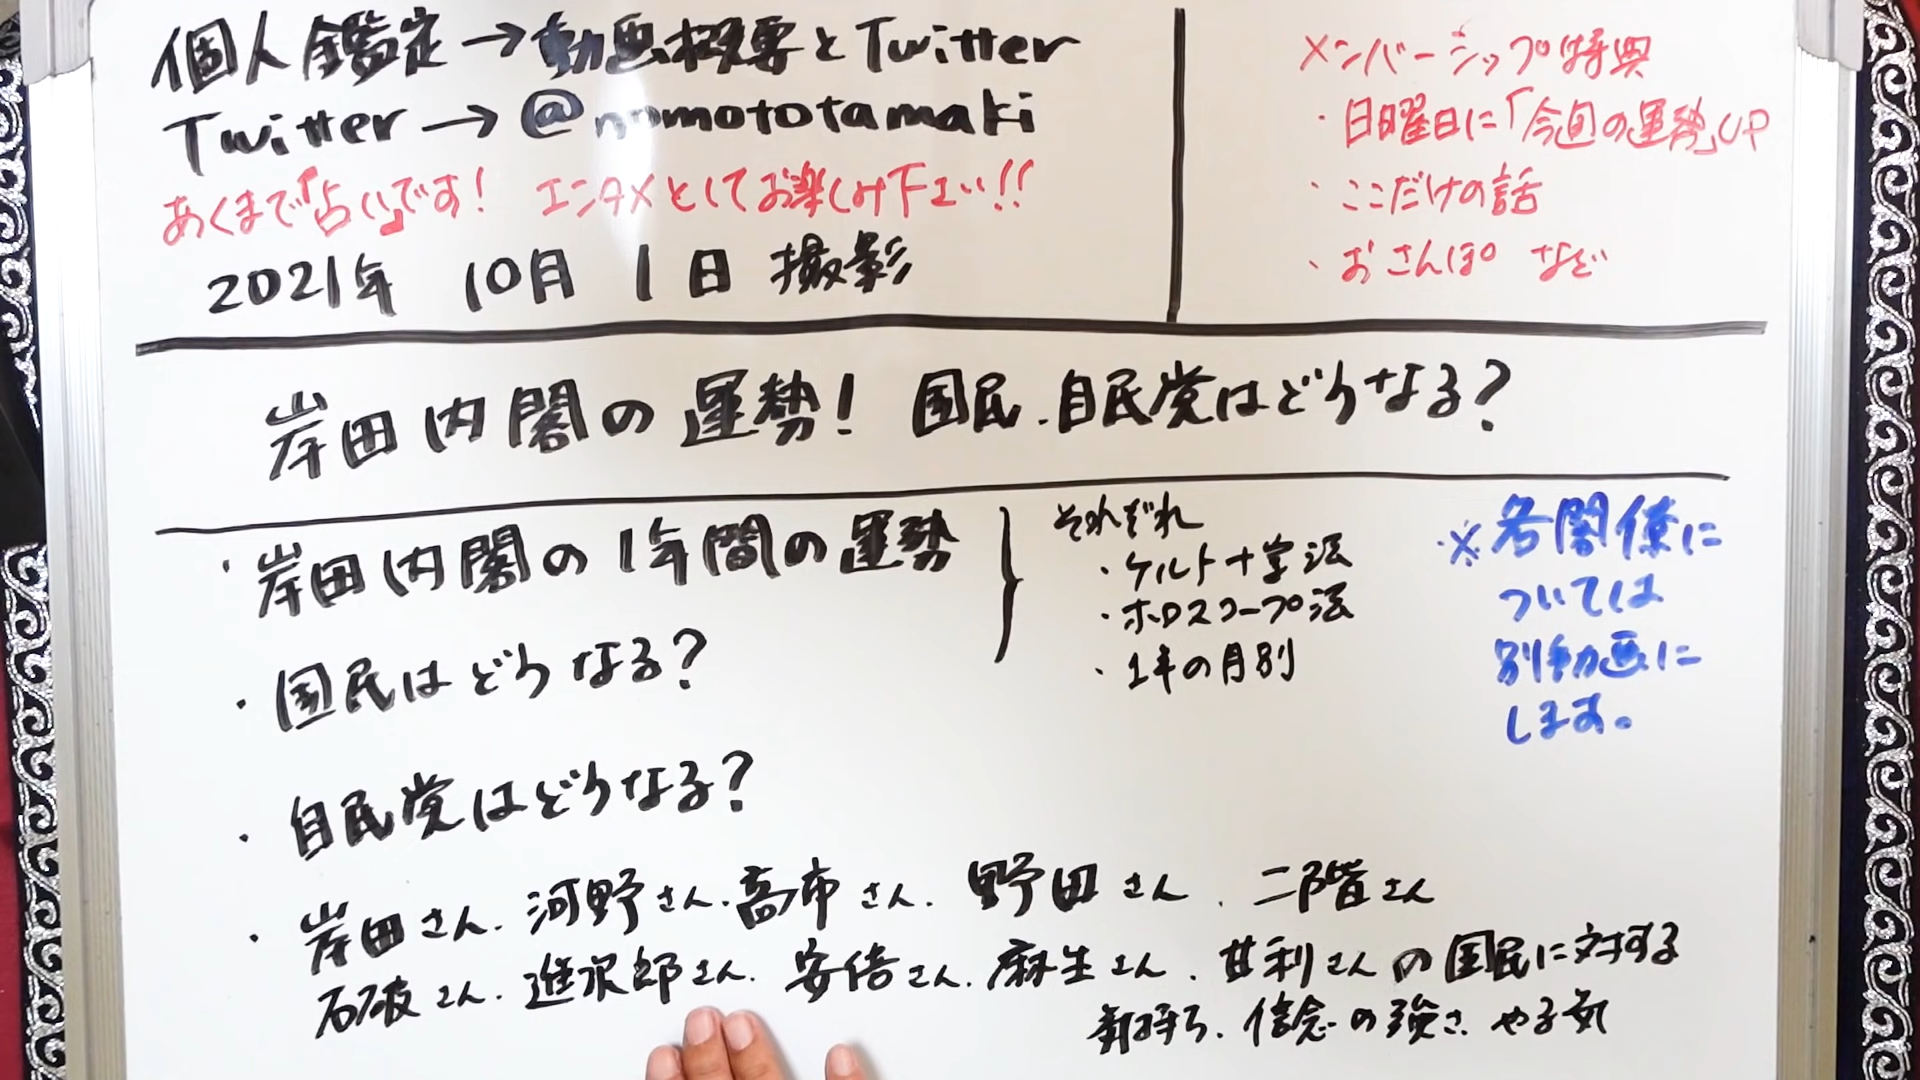 個人鑑定→動画概要とTwitter
Twitter→@nomototamaki
あくまで「占い」です！ エンタメとしてお楽しみ下さい!!
2021年 10月 1日 撮影
メンバーシップ特典
・日曜日に「今週の運勢」UP
・ここだけの話
・おさんぽ など
岸田内閣の運勢！ 国民、自民党はどうなる？
・岸田内閣の1年間の運勢
・国民はどうなる？
・自民党はどうなる？
それぞれ
・ケルト十字法
・ホロスコープ法
・1年の月別
※各閣僚に
ついては
別動画に
します。
・岸田さん、河野さん、高市さん、野田さん、二階さん
石破さん、進次郎さん、安倍さん、麻生さん、甘利さんの国民に対する
気持ち、信念の強さ、やる気